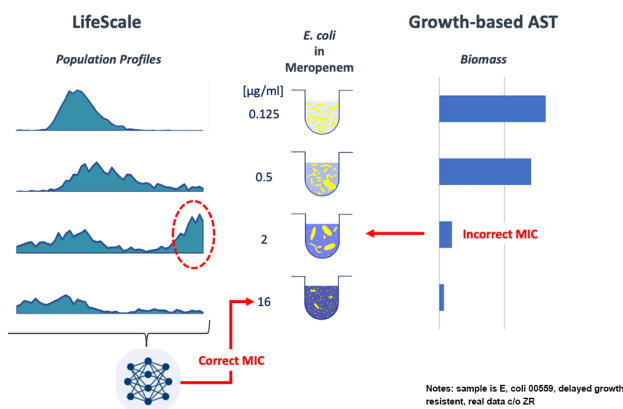 LifeScale
Growth-based AST
Population Profiles
E. coli
in
Meropenem
Biomass
[µg/ml]
0.125
0.5
2
Incorrect MIC
16
Correct MIC
Notes: sample is E, coli 00559, delayed growth
resistent, real data c/o ZR